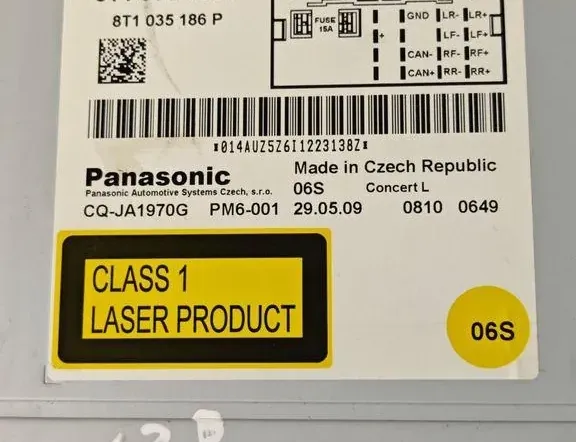 8T1 035 186 P
FUSE
15A
+
GND LR- LR+
LF- LF+
CAN- RF- RF+
CAN+ RR- RR+
*014AUZ5Z6I1223138Z*
Panasonic
Panasonic Automotive Systems Czech, s.r.o.
Made in Czech Republic
06S Concert L
CQ-JA1970G PM6-001 29.05.09 0810 0649
CLASS 1
LASER PRODUCT
06S